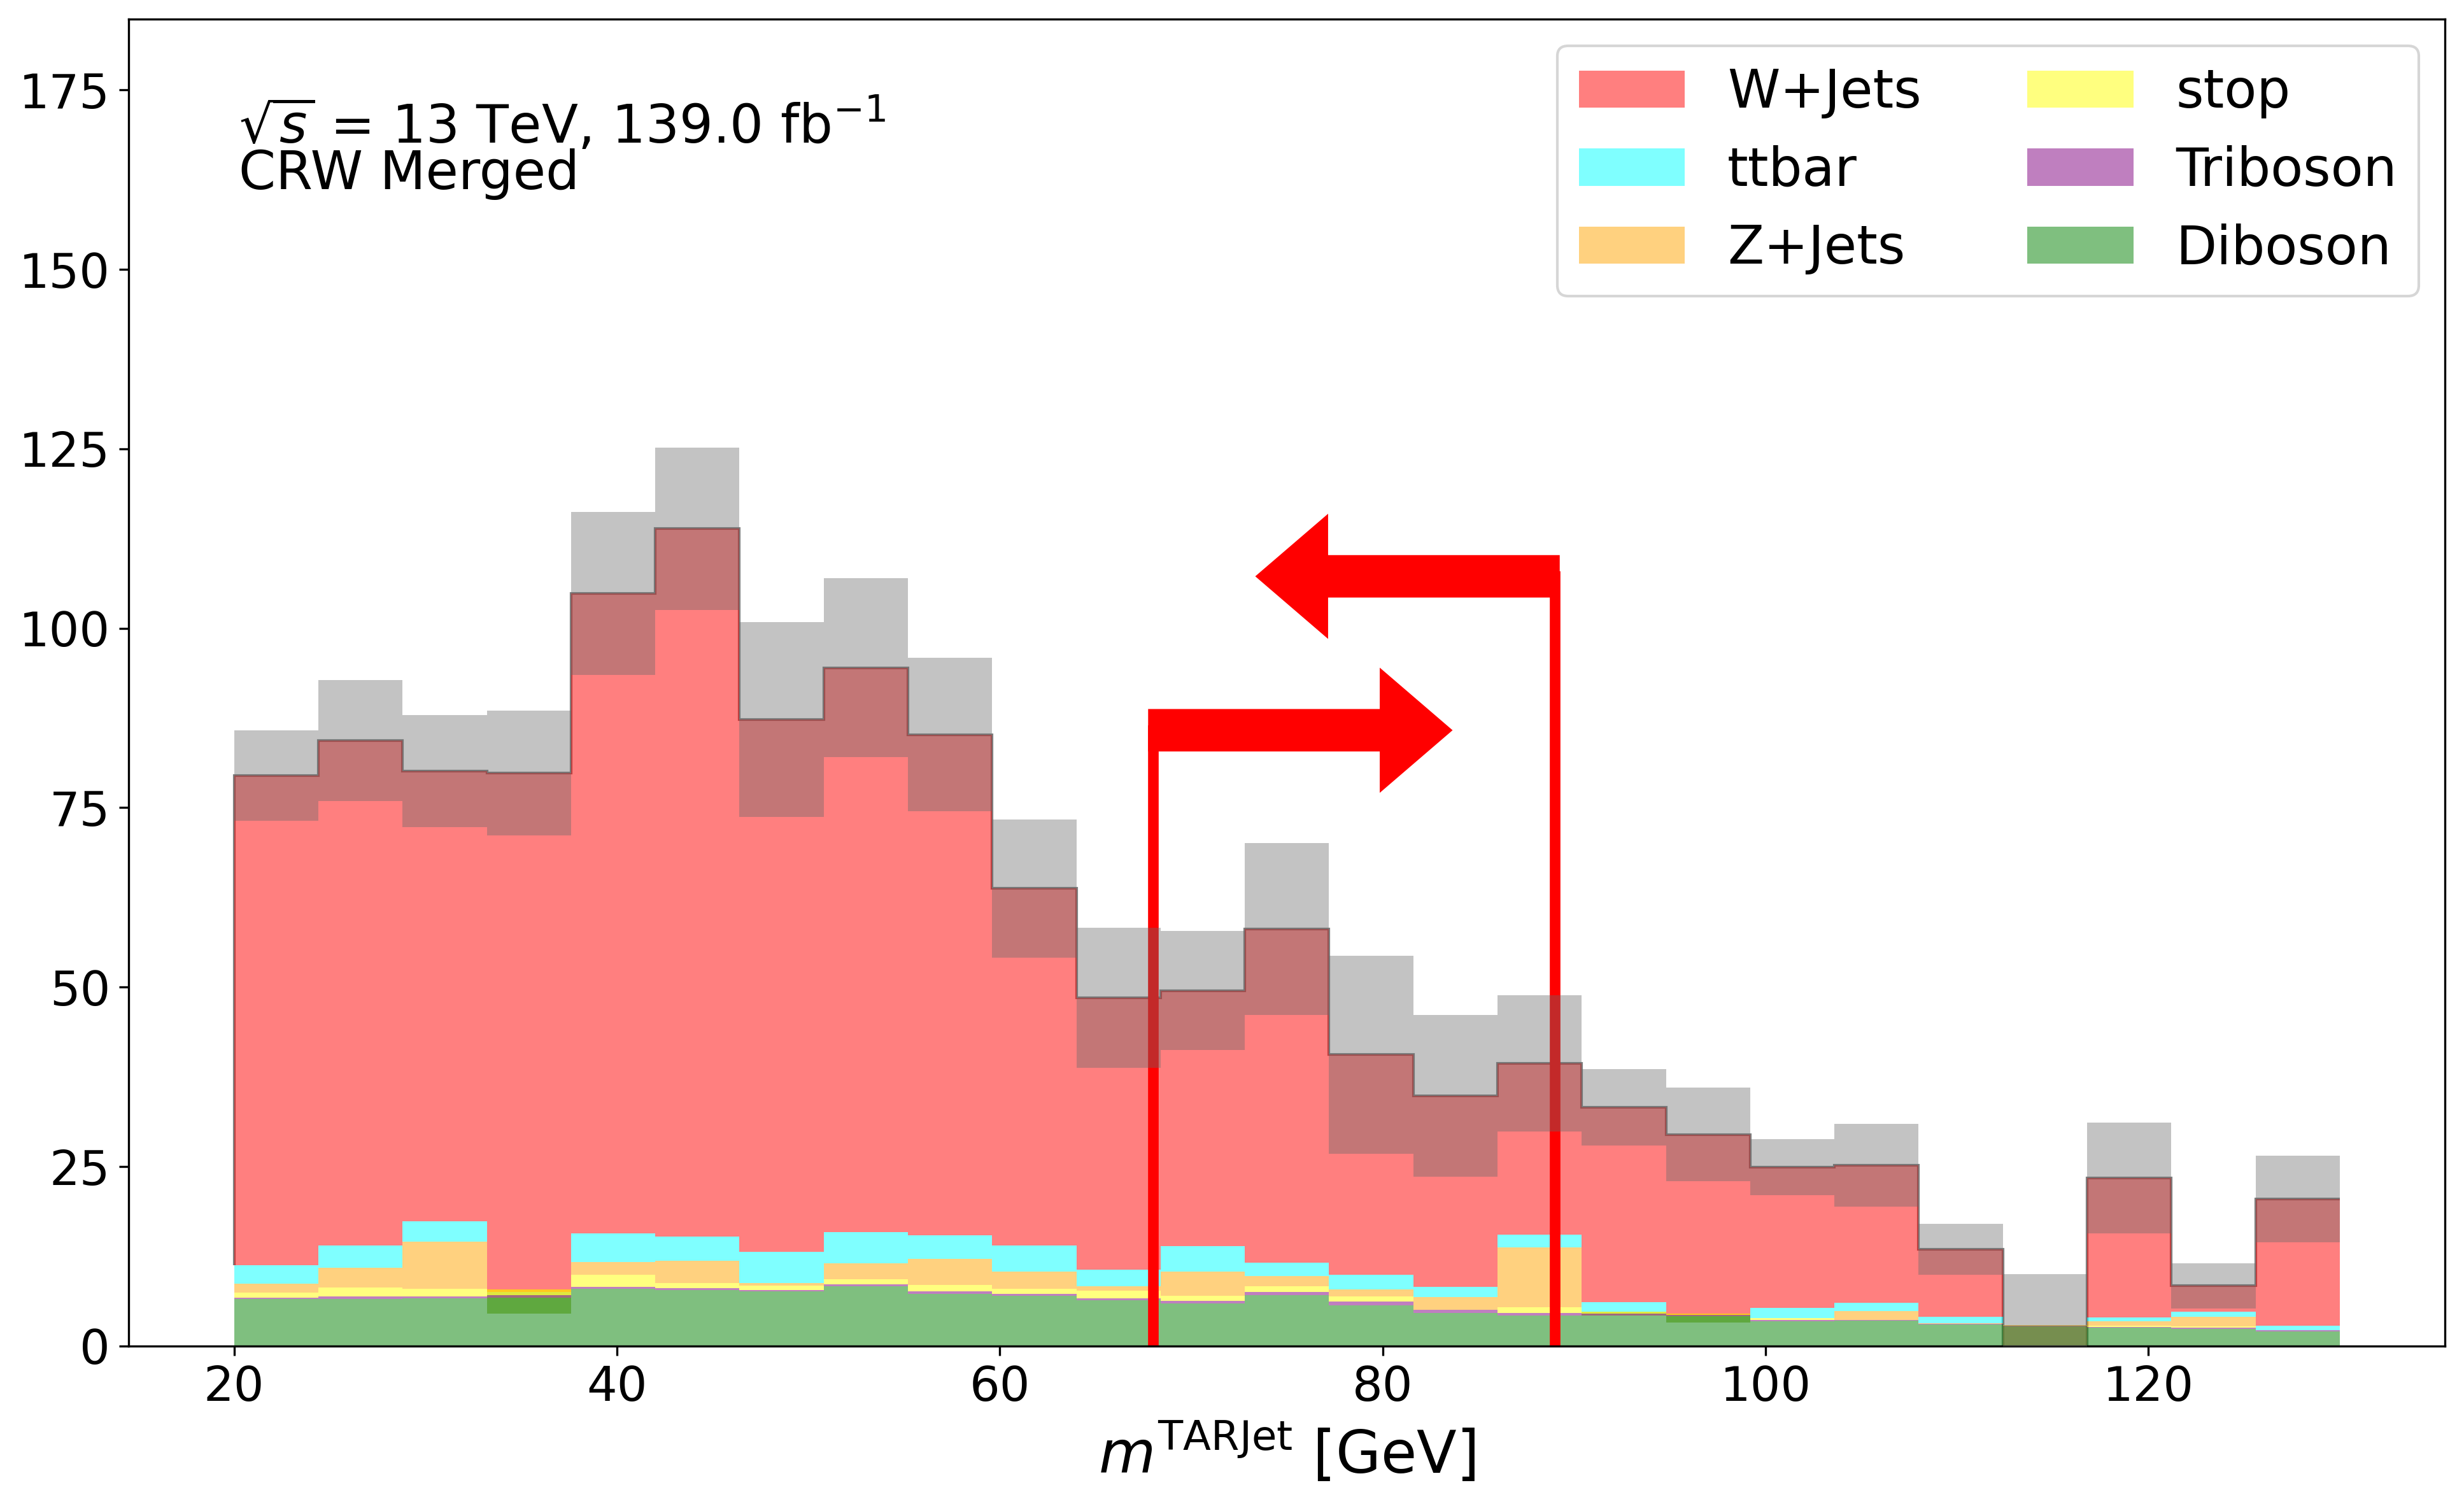 175
150
125
100
75
50
25
0
√s = 13 TeV, 139.0 fb⁻¹
CRW Merged
W+Jets
ttbar
Z+Jets
stop
Triboson
Diboson
20 40 60 80 100 120
m^TARJet [GeV]